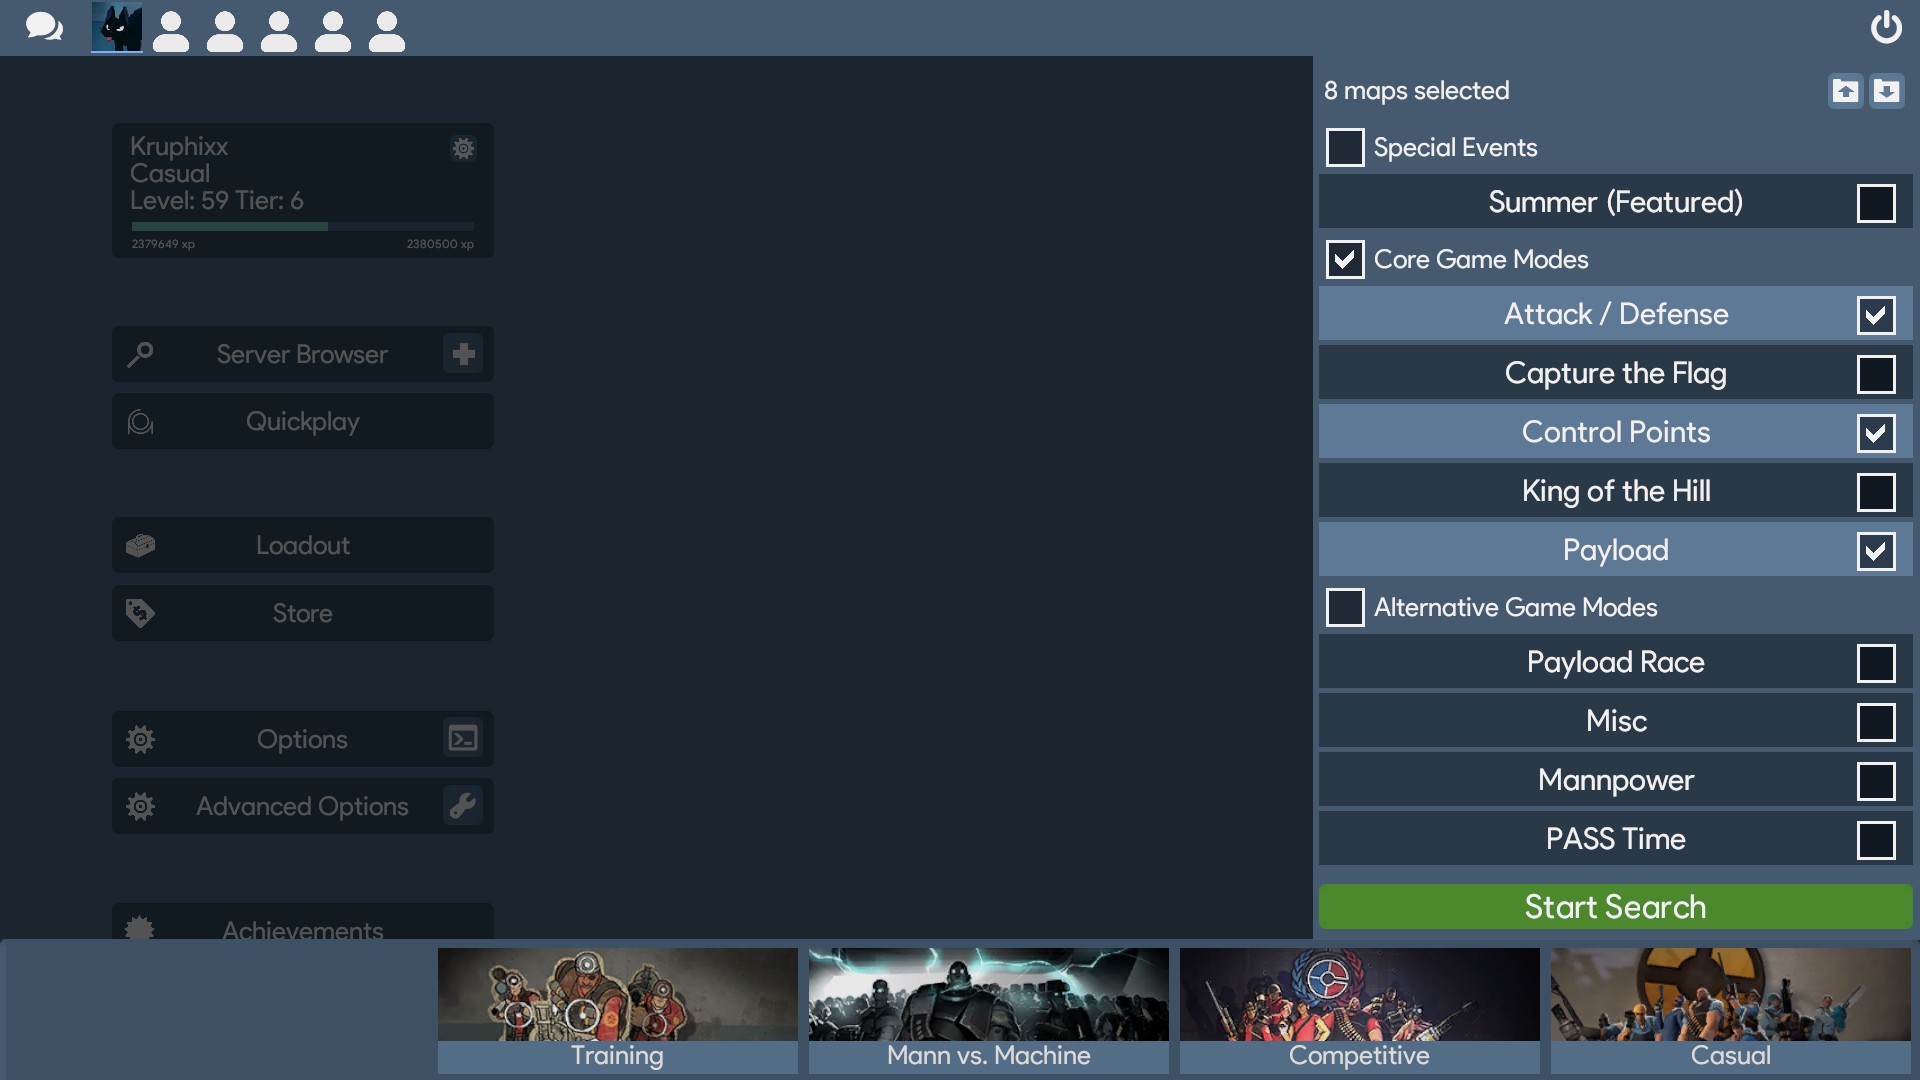 8 maps selected
Kruphixx
Casual
Level: 59 Tier: 6
2379649 xp
2380500 xp
Server Browser
Quickplay
Loadout
Store
Options
Advanced Options
Achievements
Special Events
Summer (Featured)
Core Game Modes
Attack / Defense
Capture the Flag
Control Points
King of the Hill
Payload
Alternative Game Modes
Payload Race
Misc
Mannpower
PASS Time
Start Search
Training
Mann vs. Machine
Competitive
Casual